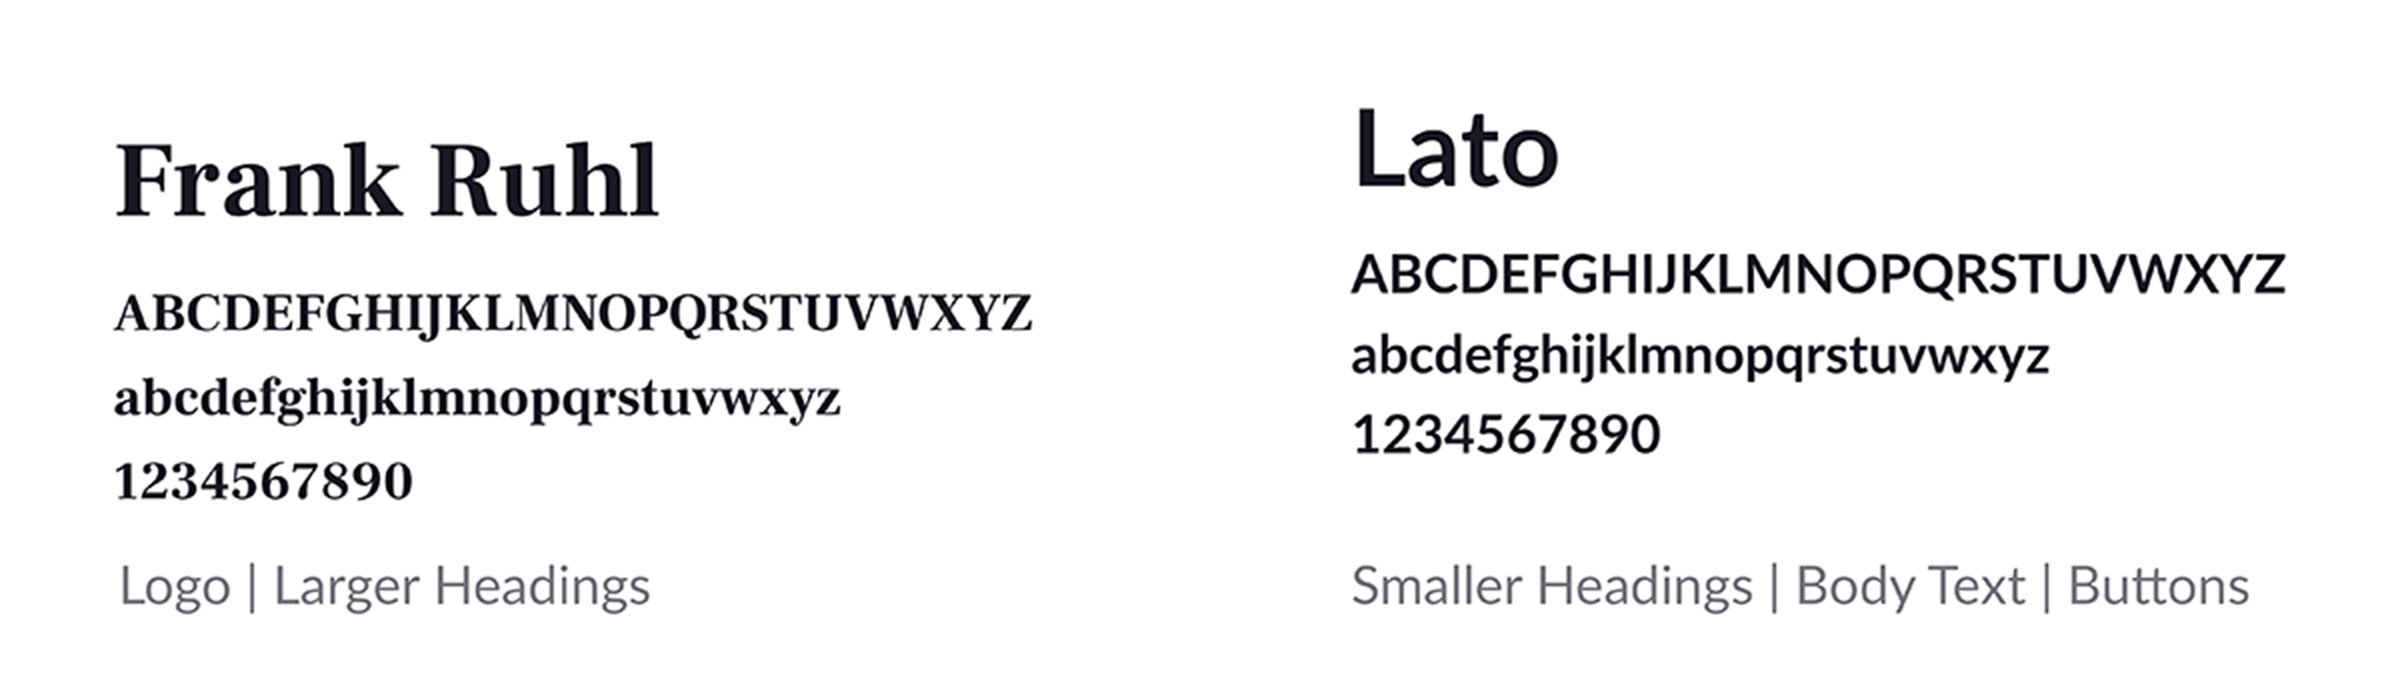 Frank Ruhl
ABCDEFGHIJKLMNOPQRSTUVWXYZ
abcdefghijklmnopqrstuvwxyz
1234567890
Logo | Larger Headings
Lato
ABCDEFGHIJKLMNOPQRSTUVWXYZ
abcdefghijklmnopqrstuvwxyz
1234567890
Smaller Headings | Body Text | Buttons